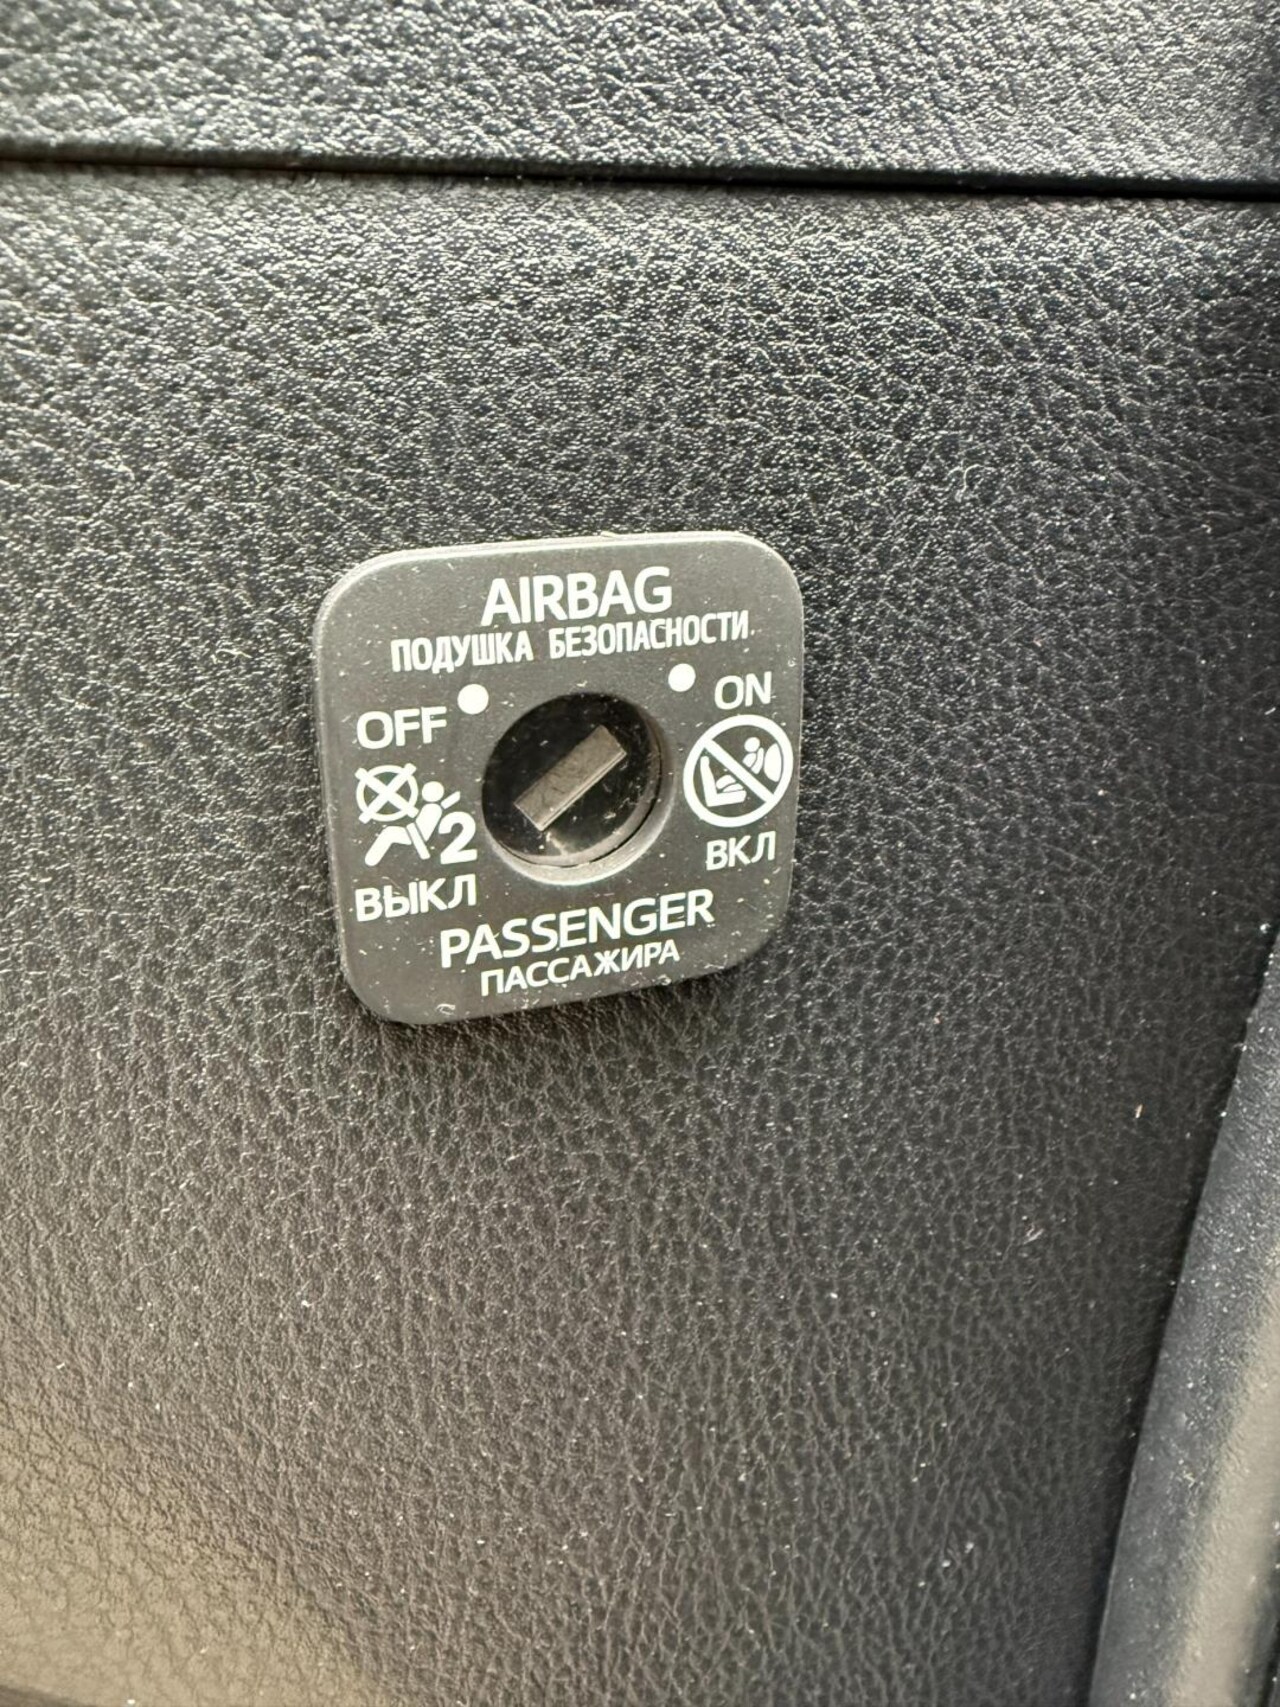 AIRBAG
ПОДУШКА БЕЗОПАСНОСТИ
OFF
ON
2
ВЫКЛ
ВКЛ
PASSENGER
ПАССАЖИРА